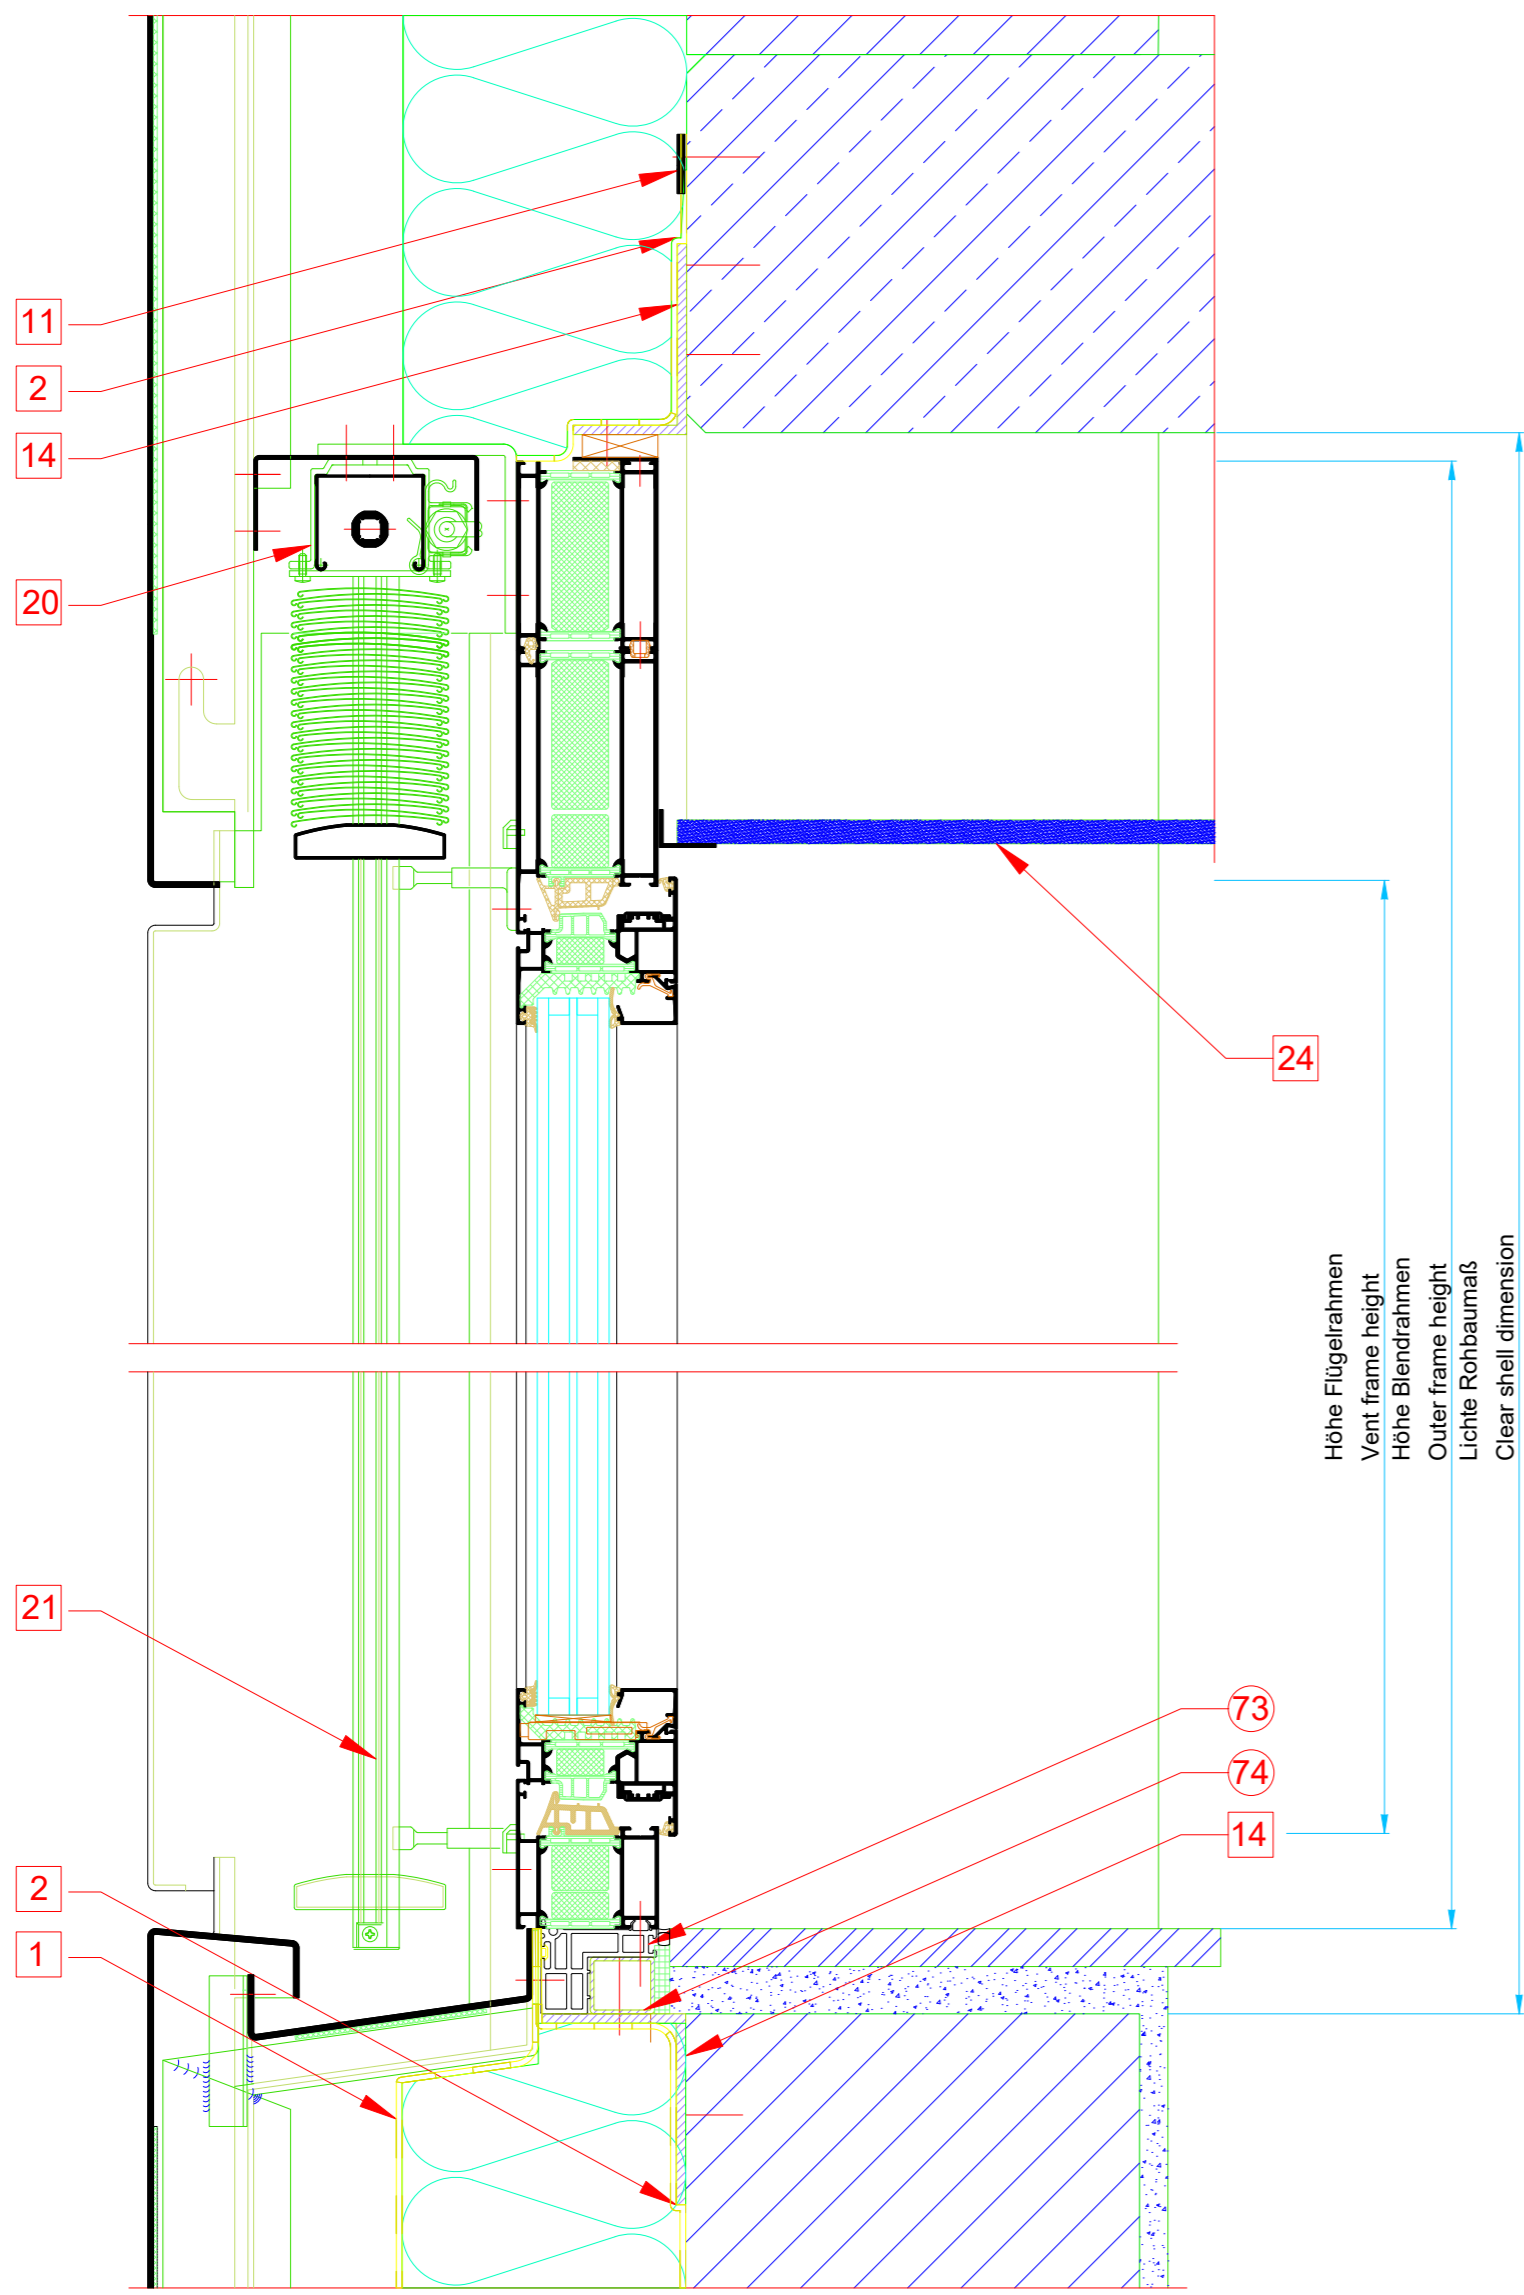 11
2
14
20
24
Höhe Flügelrahmen
Vent frame height
Höhe Blendrahmen
Outer frame height
Lichte Rohbaumaß
Clear shell dimension
21
73
74
14
2
1